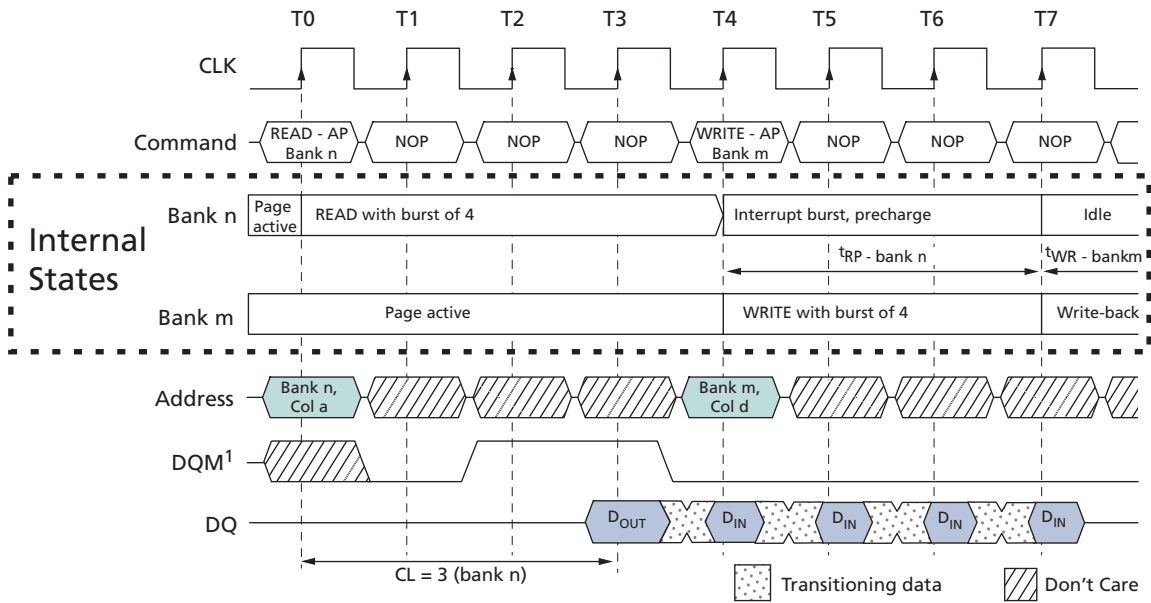 T0 T1 T2 T3 T4 T5 T6 T7
CLK
Command READ - AP NOP NOP NOP WRITE - AP NOP NOP NOP
Bank n Bank m
Internal
States
Bank n Page READ with burst of 4 Interrupt burst, precharge Idle
active
tRP - bank n tWR - bankm
Bank m Page active WRITE with burst of 4 Write-back
Address Bank n, Bank m,
Col a Col d
DQM1
DQ DOUT DIN DIN DIN DIN
CL = 3 (bank n)
Transitioning data Don't Care